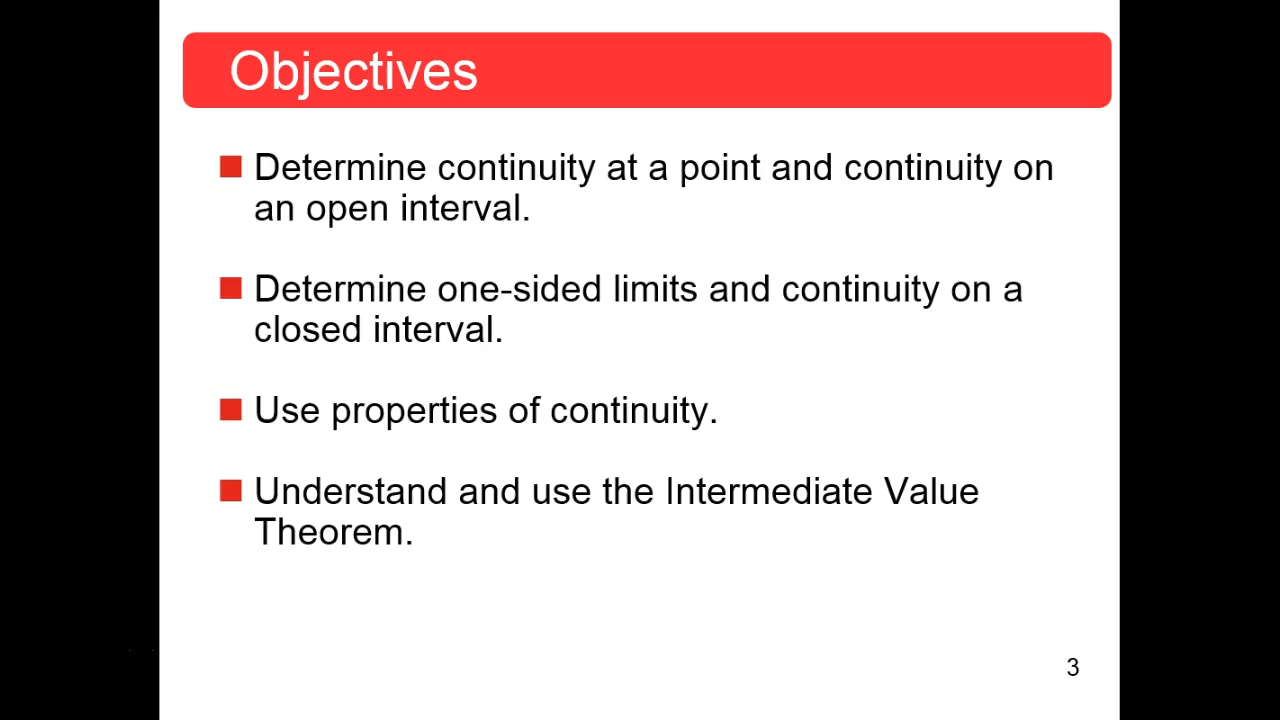 Objectives
Determine continuity at a point and continuity on
an open interval.
Determine one-sided limits and continuity on a
closed interval.
Use properties of continuity.
Understand and use the Intermediate Value
Theorem.
3